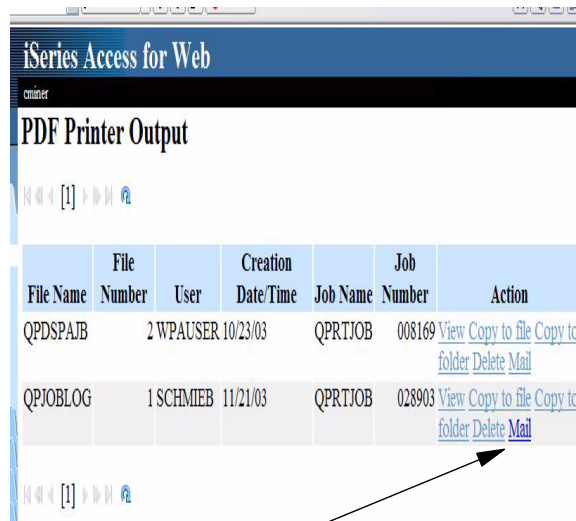 iSeries Access for Web
cminer
PDF Printer Output
[1]
File Name File Number User Creation Date/Time Job Name Job Number Action
QPDSPAJB 2 WPAUSER 10/23/03 QPRTJOB 008169 View Copy to file Copy to
folder Delete Mail
QPJOBLOG 1 SCHMIEB 11/21/03 QPRTJOB 028903 View Copy to file Copy to
folder Delete Mail
[1]